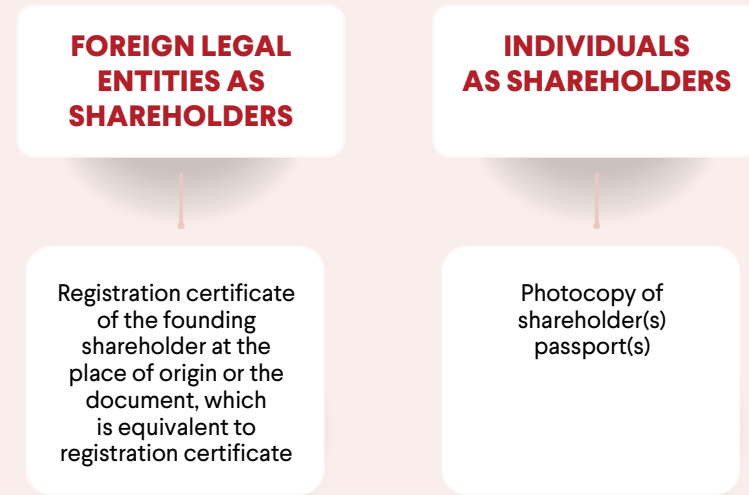 FOREIGN LEGAL
ENTITIES AS
SHAREHOLDERS
Registration certificate
of the founding
shareholder at the
place of origin or the
document, which
is equivalent to
registration certificate
INDIVIDUALS
AS SHAREHOLDERS
Photocopy of
shareholder(s)
passport(s)